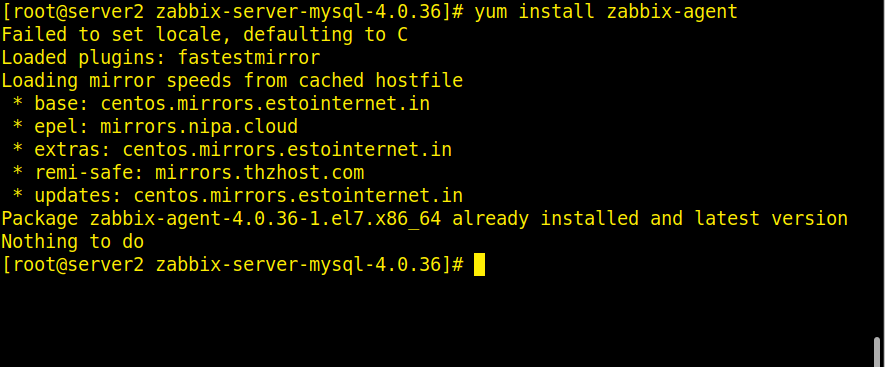 [root@server2 zabbix-server-mysql-4.0.36]# yum install zabbix-agent
Failed to set locale, defaulting to C
Loaded plugins: fastestmirror
Loading mirror speeds from cached hostfile
 * base: centos.mirrors.estointernet.in
 * epel: mirrors.nipa.cloud
 * extras: centos.mirrors.estointernet.in
 * remi-safe: mirrors.thzhost.com
 * updates: centos.mirrors.estointernet.in
Package zabbix-agent-4.0.36-1.el7.x86_64 already installed and latest version
Nothing to do
[root@server2 zabbix-server-mysql-4.0.36]#